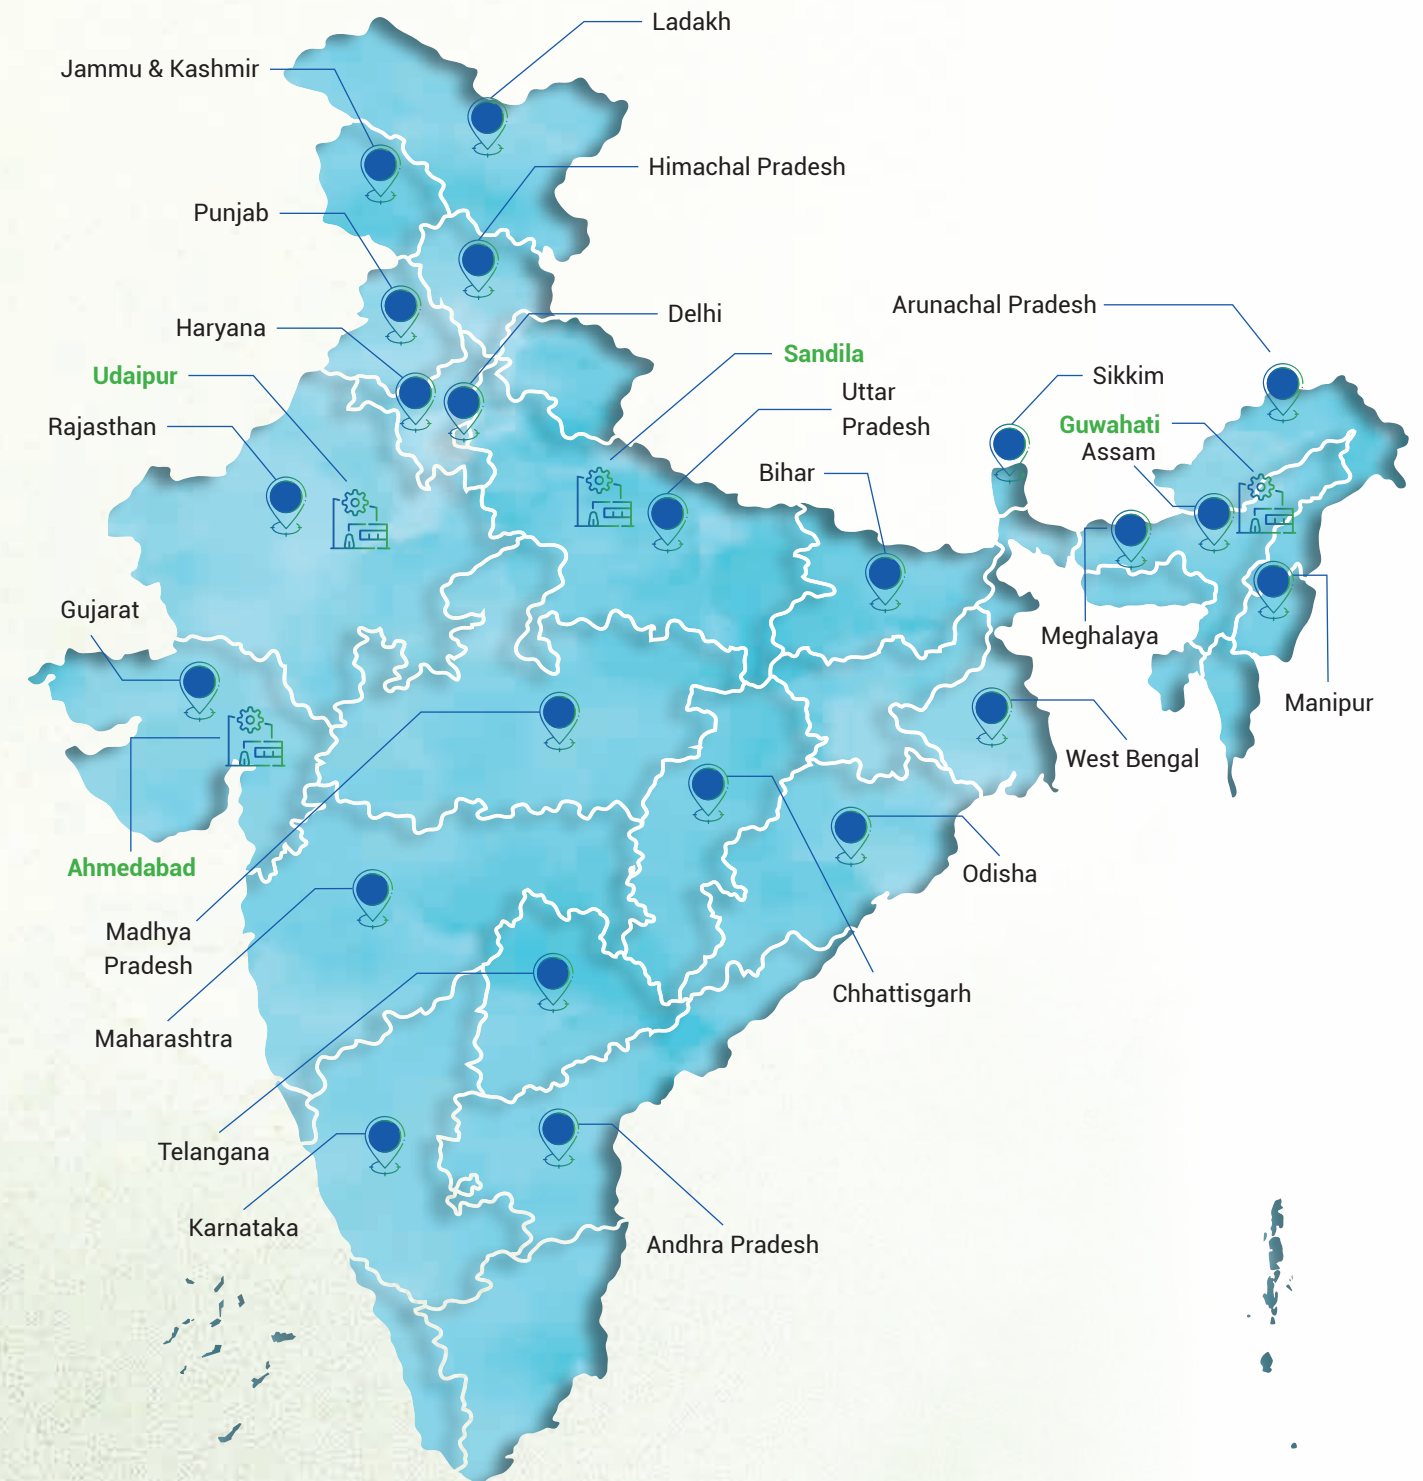 Ladakh
Jammu & Kashmir
Himachal Pradesh
Punjab
Arunachal Pradesh
Delhi
Haryana
Sandila
Udaipur
Sikkim
Uttar
Pradesh
Guwahati
Rajasthan
Assam
Bihar
Gujarat
Meghalaya
Manipur
West Bengal
Ahmedabad
Odisha
Madhya
Pradesh
Chhattisgarh
Maharashtra
Telangana
Karnataka
Andhra Pradesh